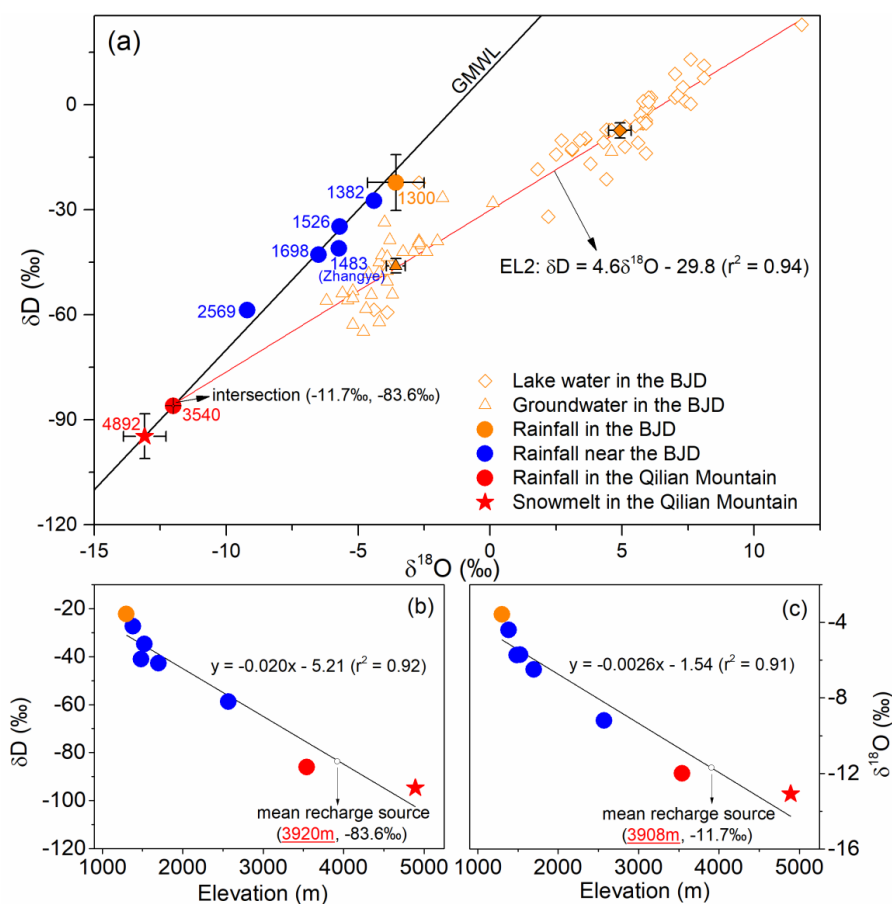 (a)
GMWL
1382
1300
1526
1698
1483
(Zhangye)
2569
EL2: δD = 4.6δ¹⁸O - 29.8 (r² = 0.94)
intersection (-11.7‰, -83.6‰)
4892
3540
Lake water in the BJD
Groundwater in the BJD
Rainfall in the BJD
Rainfall near the BJD
Rainfall in the Qilian Mountain
Snowmelt in the Qilian Mountain
0
-30
-60
-90
-120
δD (‰)
-15 -10 -5 0 5 10
δ¹⁸O (‰)
(b)
y = -0.020x - 5.21 (r² = 0.92)
mean recharge source
(3920m, -83.6‰)
-20
-40
-60
-80
-100
-120
δD (‰)
1000 2000 3000 4000 5000
Elevation (m)
(c)
y = -0.0026x - 1.54 (r² = 0.91)
mean recharge source
(3908m, -11.7‰)
-4
-8
-12
-16
δ¹⁸O (‰)
1000 2000 3000 4000 5000
Elevation (m)